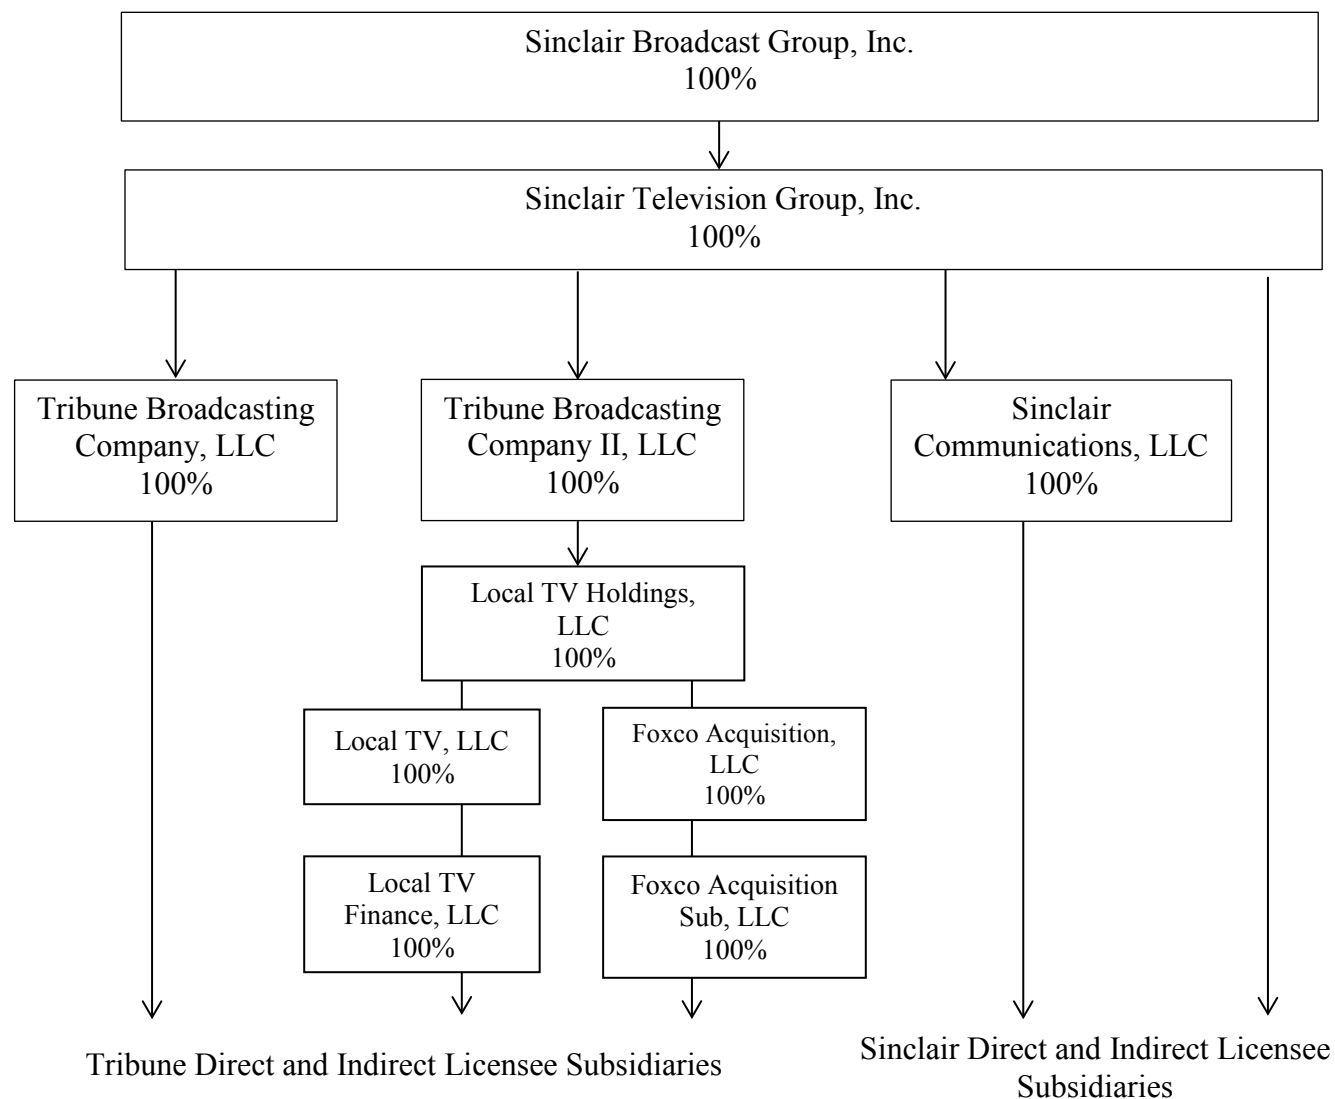 Sinclair Broadcast Group, Inc.
100%
Sinclair Television Group, Inc.
100%
Tribune Broadcasting
Company, LLC
100%
Tribune Broadcasting
Company II, LLC
100%
Sinclair
Communications, LLC
100%
Local TV Holdings,
LLC
100%
Local TV, LLC
100%
Foxco Acquisition,
LLC
100%
Local TV
Finance, LLC
100%
Foxco Acquisition
Sub, LLC
100%
Tribune Direct and Indirect Licensee Subsidiaries
Sinclair Direct and Indirect Licensee
Subsidiaries